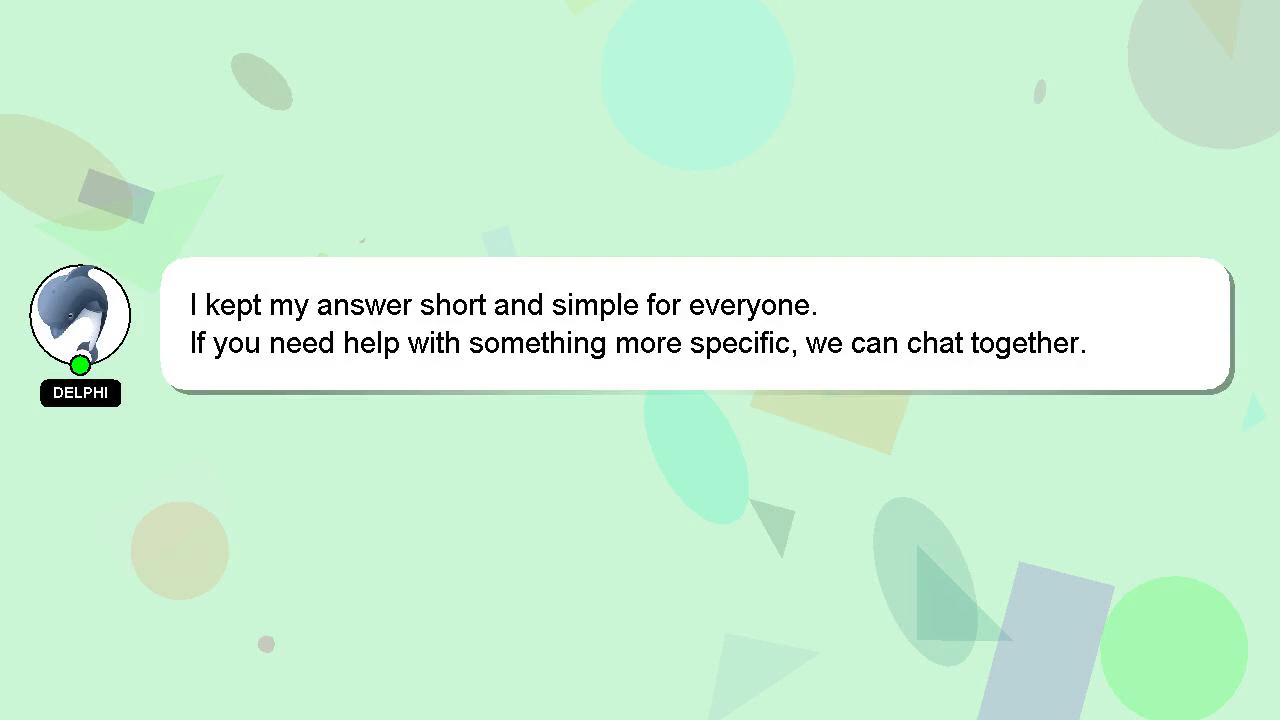 I kept my answer short and simple for everyone.
If you need help with something more specific, we can chat together.
DELPHI